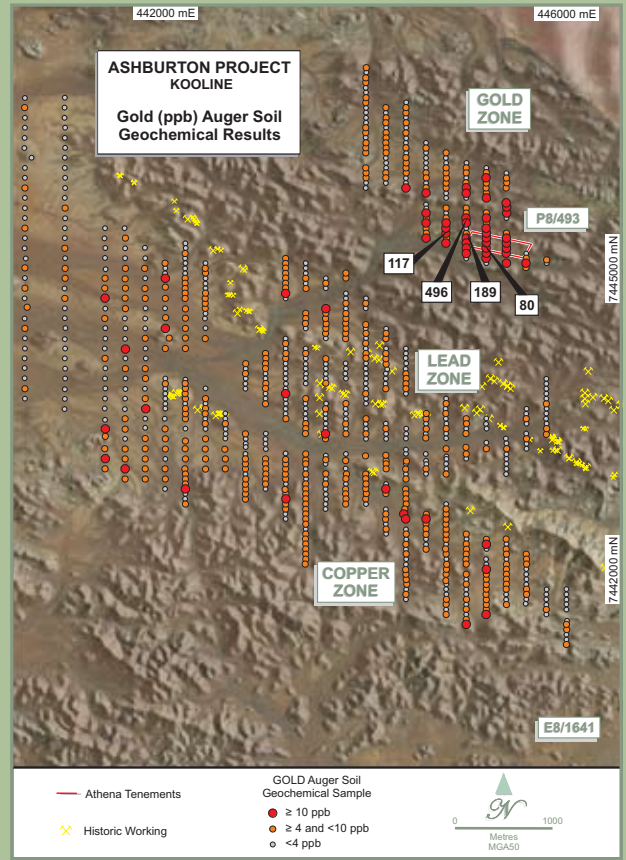 442000 mE
446000 mE
ASHBURTON PROJECT
KOOLINE
Gold (ppb) Auger Soil
Geochemical Results
GOLD
ZONE
P8/493
7445000 mN
117
496
189
80
LEAD
ZONE
7442000 mN
COPPER
ZONE
E8/1641
Athena Tenements
Historic Working
GOLD Auger Soil
Geochemical Sample
≥ 10 ppb
≥ 4 and <10 ppb
<4 ppb
N
0 1000
Metres
MGA50